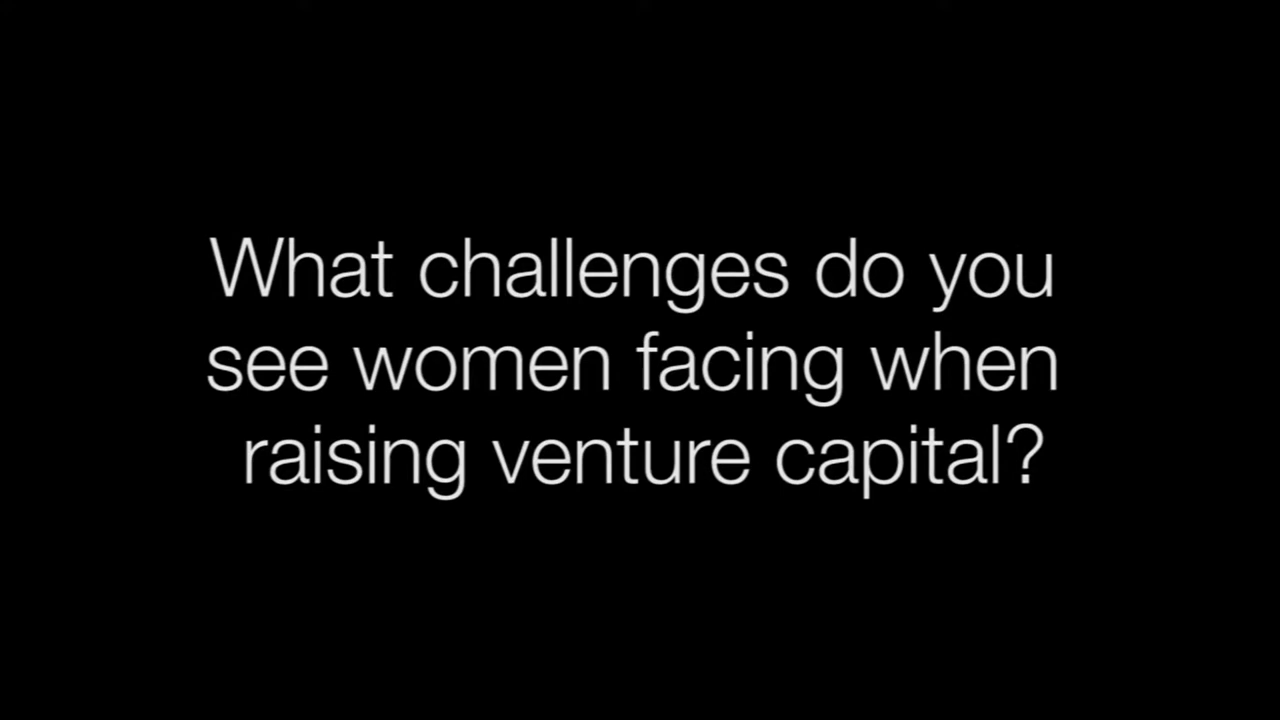 What challenges do you
see women facing when
raising venture capital?